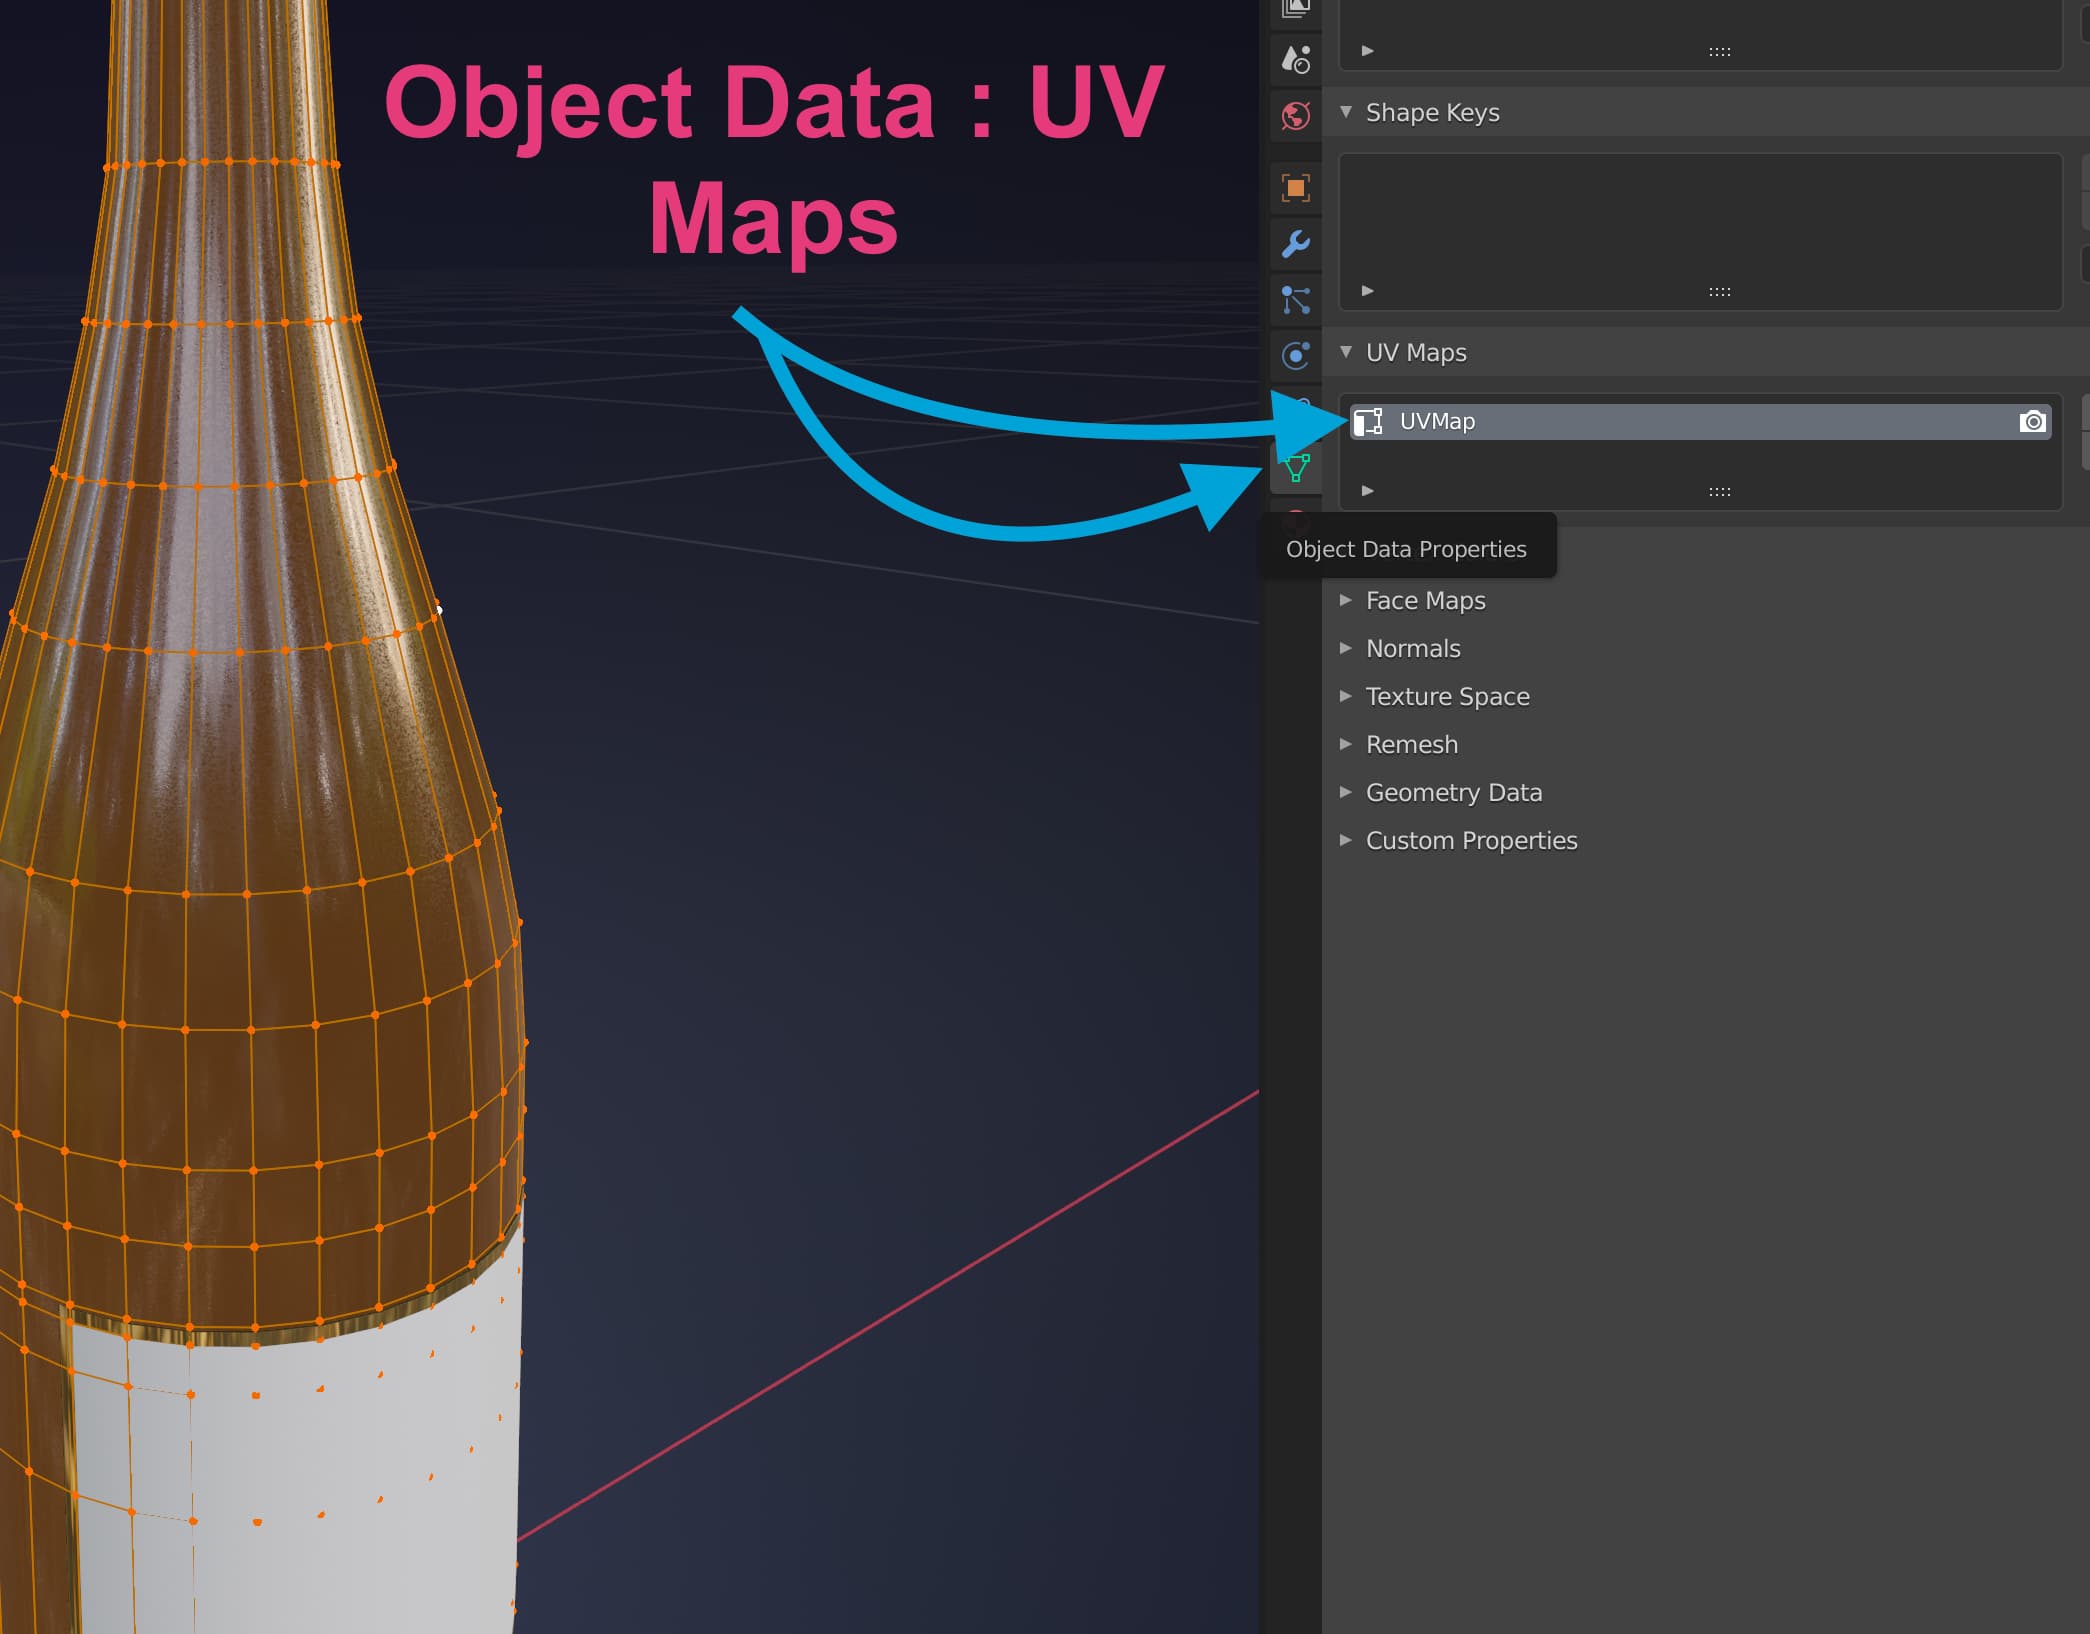 Object Data : UV
Maps
Shape Keys
UV Maps
UVMap
Object Data Properties
Face Maps
Normals
Texture Space
Remesh
Geometry Data
Custom Properties